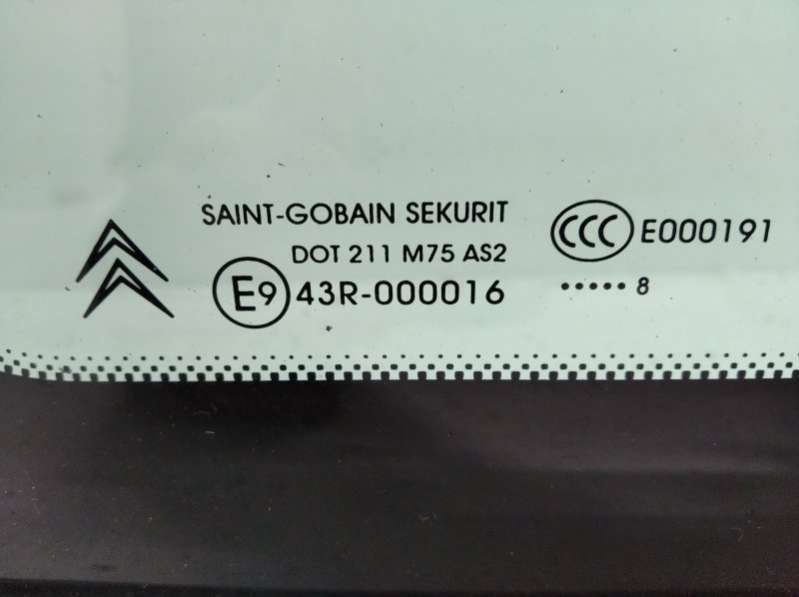 SAINT-GOBAIN SEKURIT
DOT 211 M75 AS2
E9 43R-000016
CCC E000191
••••• 8